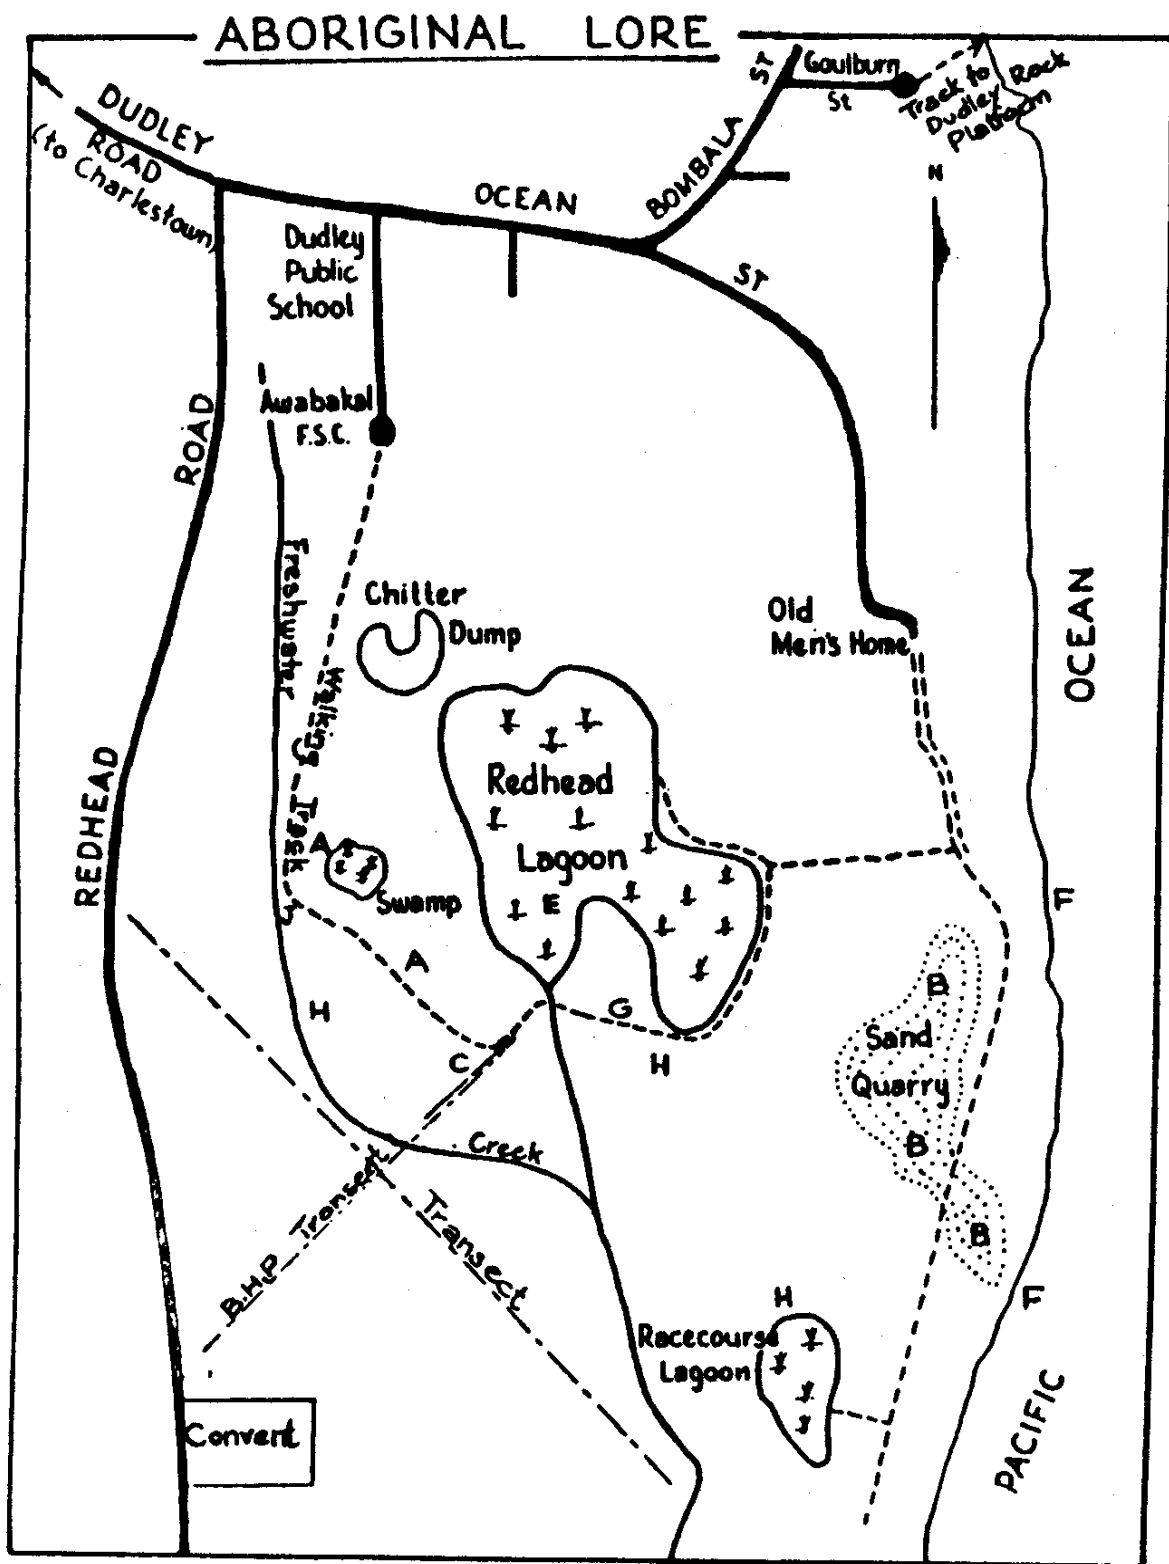 ABORIGINAL LORE
DUDLEY
ROAD
(to Charlestown)
OCEAN
ST
BOMBALA
ST
Goulburn
St
Track to
Dudley Rock
Platform
N
Dudley
Public
School
Awabakal
F.S.C.
ROAD
REDHEAD
Freshwater
Creek
Walking Track
Chitter
Dump
Old
Men's Home
OCEAN
PACIFIC
Redhead
Lagoon
E
A
Swamp
A
H
C
G
H
F
B
Sand
Quarry
B
B
F
B.H.P Transect
Transect
H
Racecourse
Lagoon
Convent